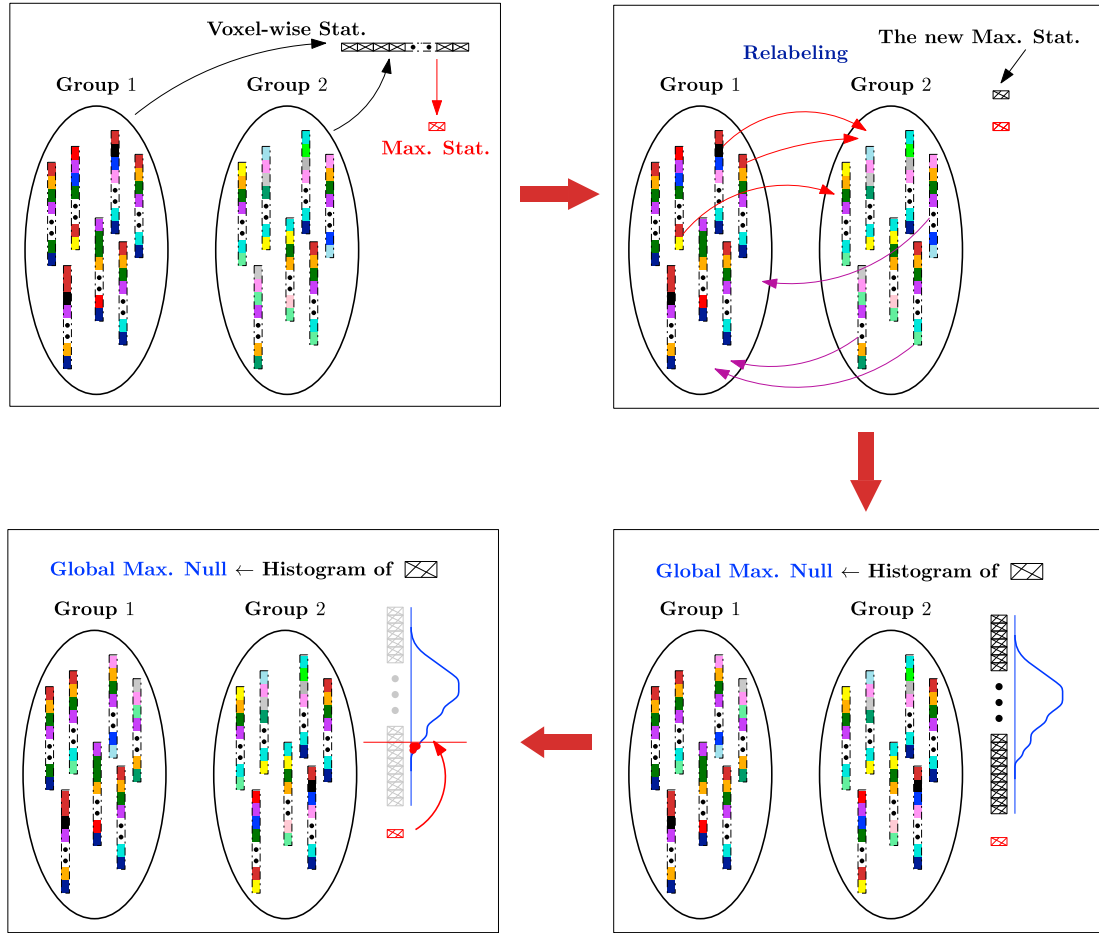 Voxel-wise Stat.
Group 1
Group 2
Max. Stat.
The new Max. Stat.
Relabeling
Group 1
Group 2
Global Max. Null ← Histogram of
Group 1
Group 2
Global Max. Null ← Histogram of
Group 1
Group 2